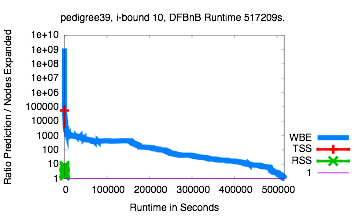 pedigree39, i-bound 10, DFBnB Runtime 517209s.
Ratio Prediction / Nodes Expanded
1e+10
1e+09
1e+08
1e+07
1e+06
100000
10000
1000
100
10
1
0 100000 200000 300000 400000 500000
Runtime in Seconds
WBE
TSS
RSS
1